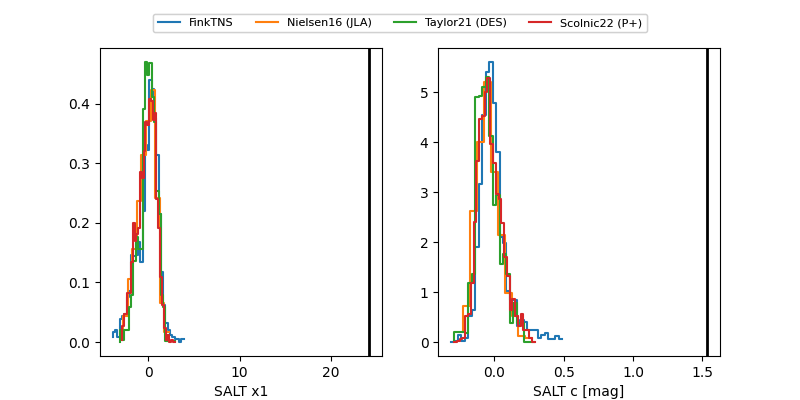 FinkTNS Nielsen16 (JLA) Taylor21 (DES) Scolnic22 (P+)
0.4
0.3
0.2
0.1
0.0
0 10 20
SALT x1
5
4
3
2
1
0
0.0 0.5 1.0 1.5
SALT c [mag]